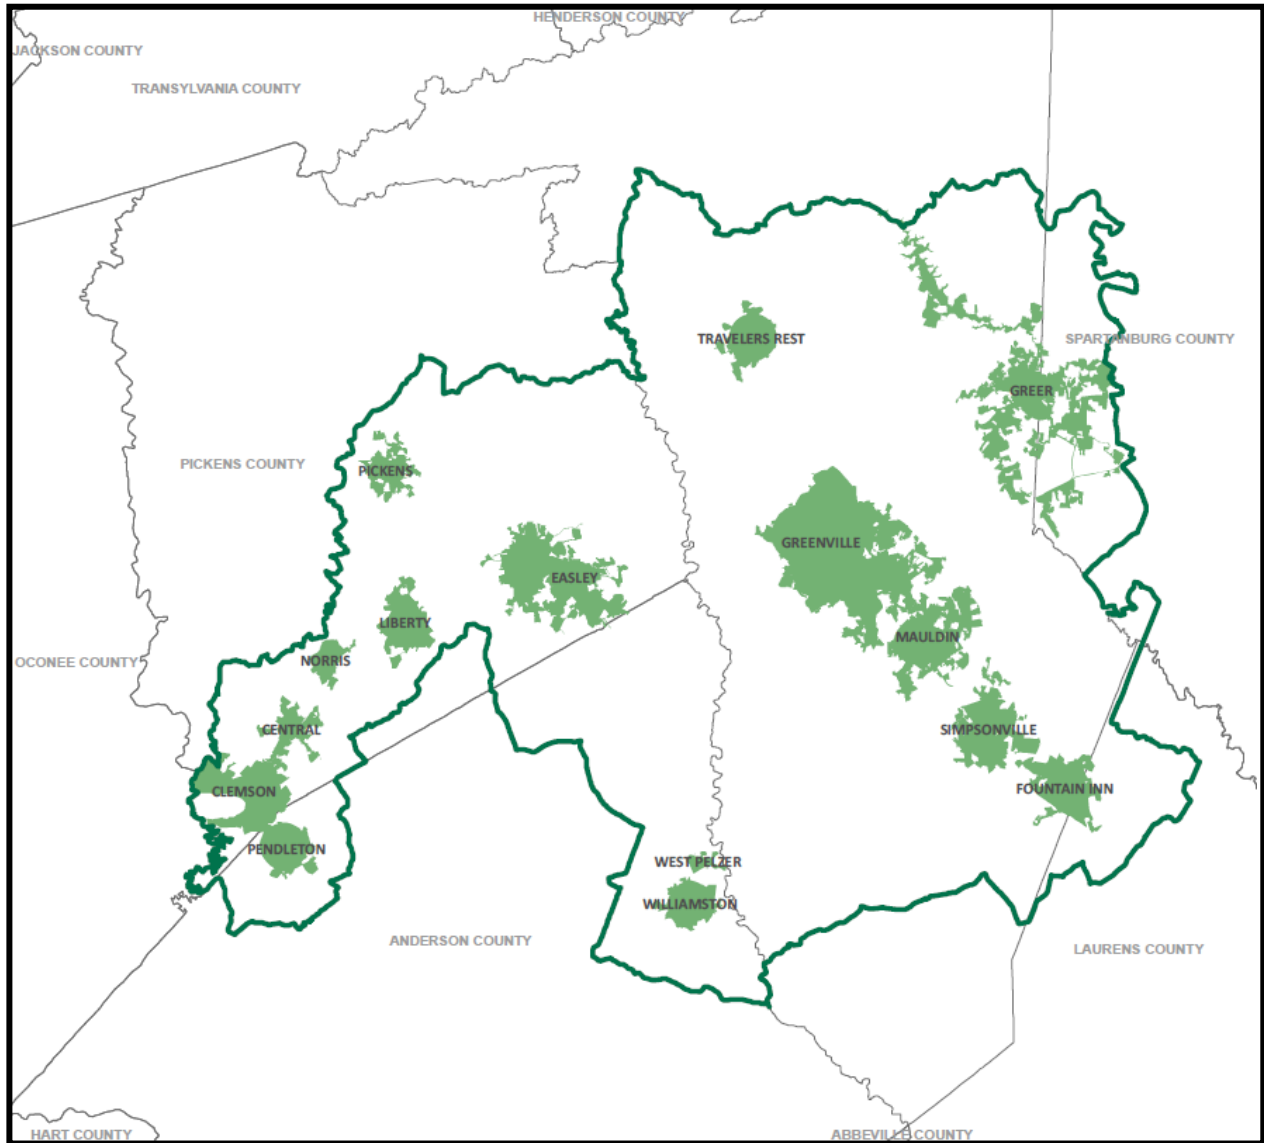 HENDERSON COUNTY
JACKSON COUNTY
TRANSYLVANIA COUNTY
TRAVELERS REST
SPARTANBURG COUNTY
GREER
PICKENS COUNTY
PICKENS
GREENVILLE
EASLEY
LIBERTY
MAULDIN
OCONEE COUNTY
NORRIS
CENTRAL
SIMPSONVILLE
CLEMSON
FOUNTAIN INN
PENDLETON
WEST PELZER
WILLIAMSTON
ANDERSON COUNTY
LAURENS COUNTY
HART COUNTY
ABBEVILLE COUNTY